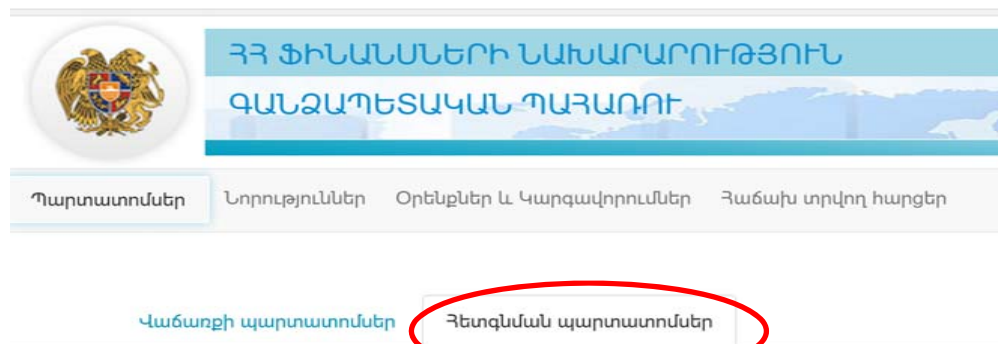 ՀՀ ՖԻՆԱՆՍՆԵՐԻ ՆԱԽԱՐԱՐՈՒԹՅՈՒՆ
ԳԱՆՁԱՊԵՏԱԿԱՆ ՊԱՀԱՌՈՒ
Պարտատոմսեր Նորություններ Օրենքներ և Կարգավորումներ Հաճախ տրվող հարցեր
Վաճառքի պարտատոմսեր Հետգնման պարտատոմսեր